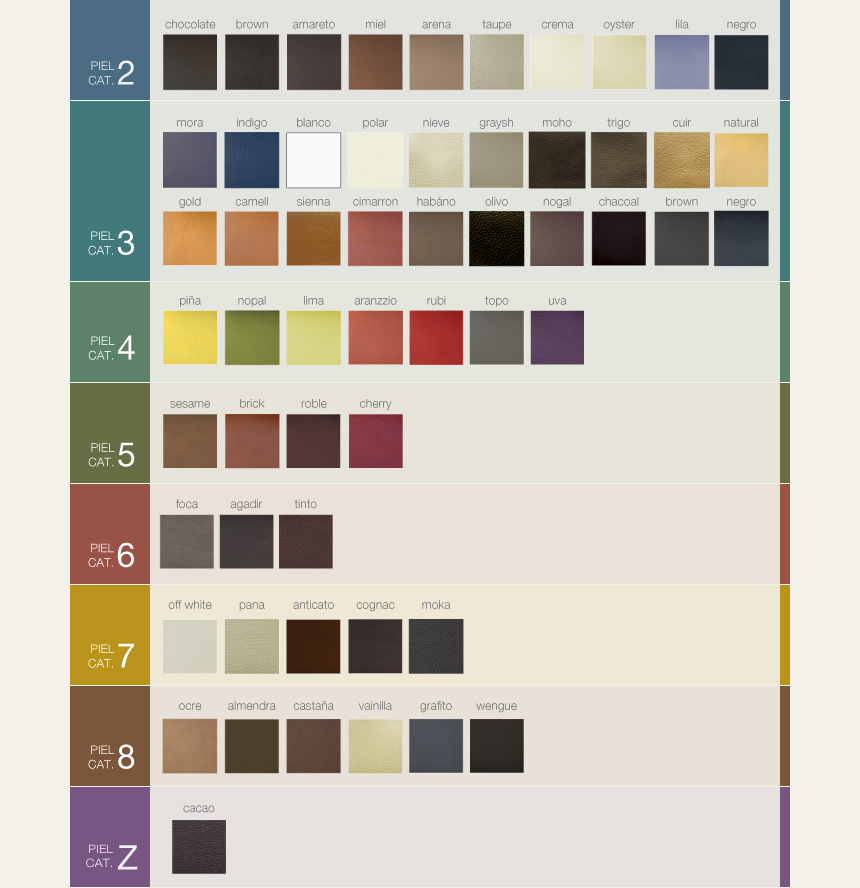 chocolate brown amareto miel arena taupe crema oyster lila negro
PIEL
CAT. 2
mora indigo blanco polar nieve graysh moho trigo cuir natural
gold camell sienna cimarron habáno olivo nogal chacoal brown negro
PIEL
CAT. 3
piña nopal lima aranzzio rubi topo uva
PIEL
CAT. 4
sesame brick roble cherry
PIEL
CAT. 5
foca agadir tinto
PIEL
CAT. 6
off white pana anticato cognac moka
PIEL
CAT. 7
ocre almendra castaña vainilla grafito wengue
PIEL
CAT. 8
cacao
PIEL
CAT. Z